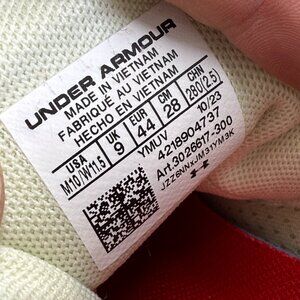 UNDER ARMOUR
MADE IN VIETNAM
FABRIQUÉ AU VIETNAM
HECHO EN VIETNAM
USA UK EUR CM CHN
M10/W11.5 9 44 28 280(2.5)
YMUV 10/23
4218904737
Art.3026617-300
JZZ6NNXJM31YM3K